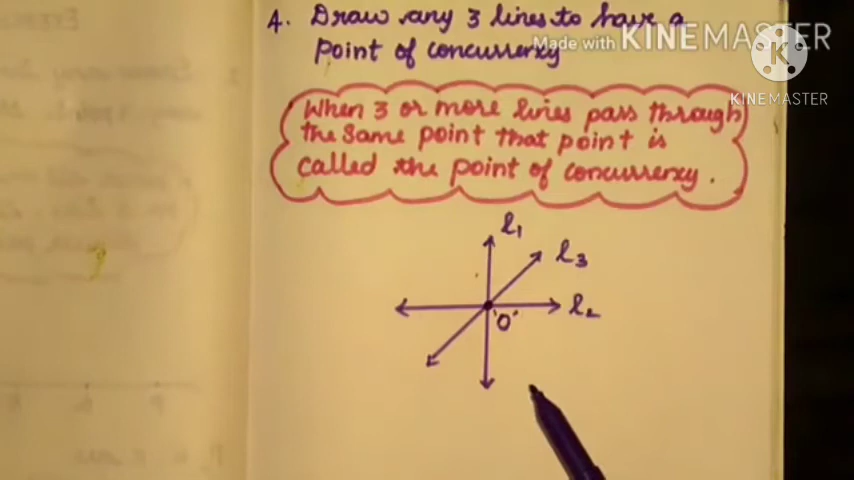 4. Draw any 3 lines to have a
Point of concurrency
Made with KINEMASTER
KINEMASTER
When 3 or more lines pass through
the same point that point is
called the point of concurrency.
l₁
l₃
l₂
'O'